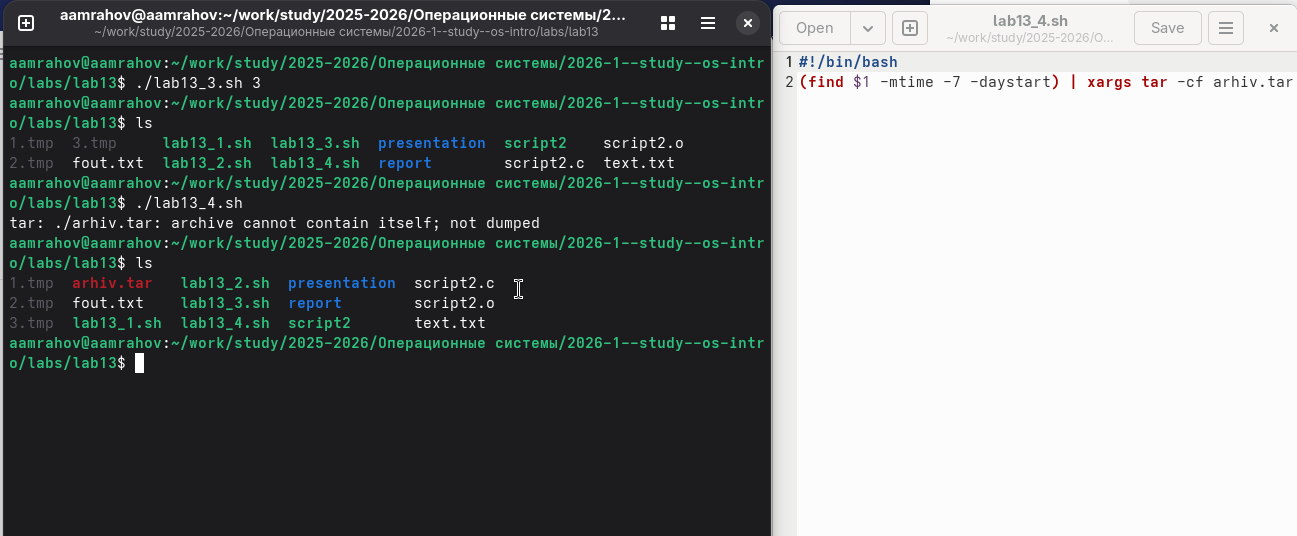 aamrahov@aamrahov:~/work/study/2025-2026/Операционные системы/2...
~/work/study/2025-2026/Операционные системы/2026-1--study--os-intro/labs/lab13
aamrahov@aamrahov:~/work/study/2025-2026/Операционные системы/2026-1--study--os-intr
o/labs/lab13$ ./lab13_3.sh 3
aamrahov@aamrahov:~/work/study/2025-2026/Операционные системы/2026-1--study--os-intr
o/labs/lab13$ ls
1.tmp  3.tmp     lab13_1.sh  lab13_3.sh  presentation  script2    script2.o
2.tmp  fout.txt  lab13_2.sh  lab13_4.sh  report        script2.c  text.txt
aamrahov@aamrahov:~/work/study/2025-2026/Операционные системы/2026-1--study--os-intr
o/labs/lab13$ ./lab13_4.sh
tar: ./arhiv.tar: archive cannot contain itself; not dumped
aamrahov@aamrahov:~/work/study/2025-2026/Операционные системы/2026-1--study--os-intr
o/labs/lab13$ ls
1.tmp  arhiv.tar   lab13_2.sh  presentation  script2.c
2.tmp  fout.txt    lab13_3.sh  report        script2.o
3.tmp  lab13_1.sh  lab13_4.sh  script2       text.txt
aamrahov@aamrahov:~/work/study/2025-2026/Операционные системы/2026-1--study--os-intr
o/labs/lab13$
Open
lab13_4.sh
~/work/study/2025-2026/О...
Save
1 #!/bin/bash
2 (find $1 -mtime -7 -daystart) | xargs tar -cf arhiv.tar